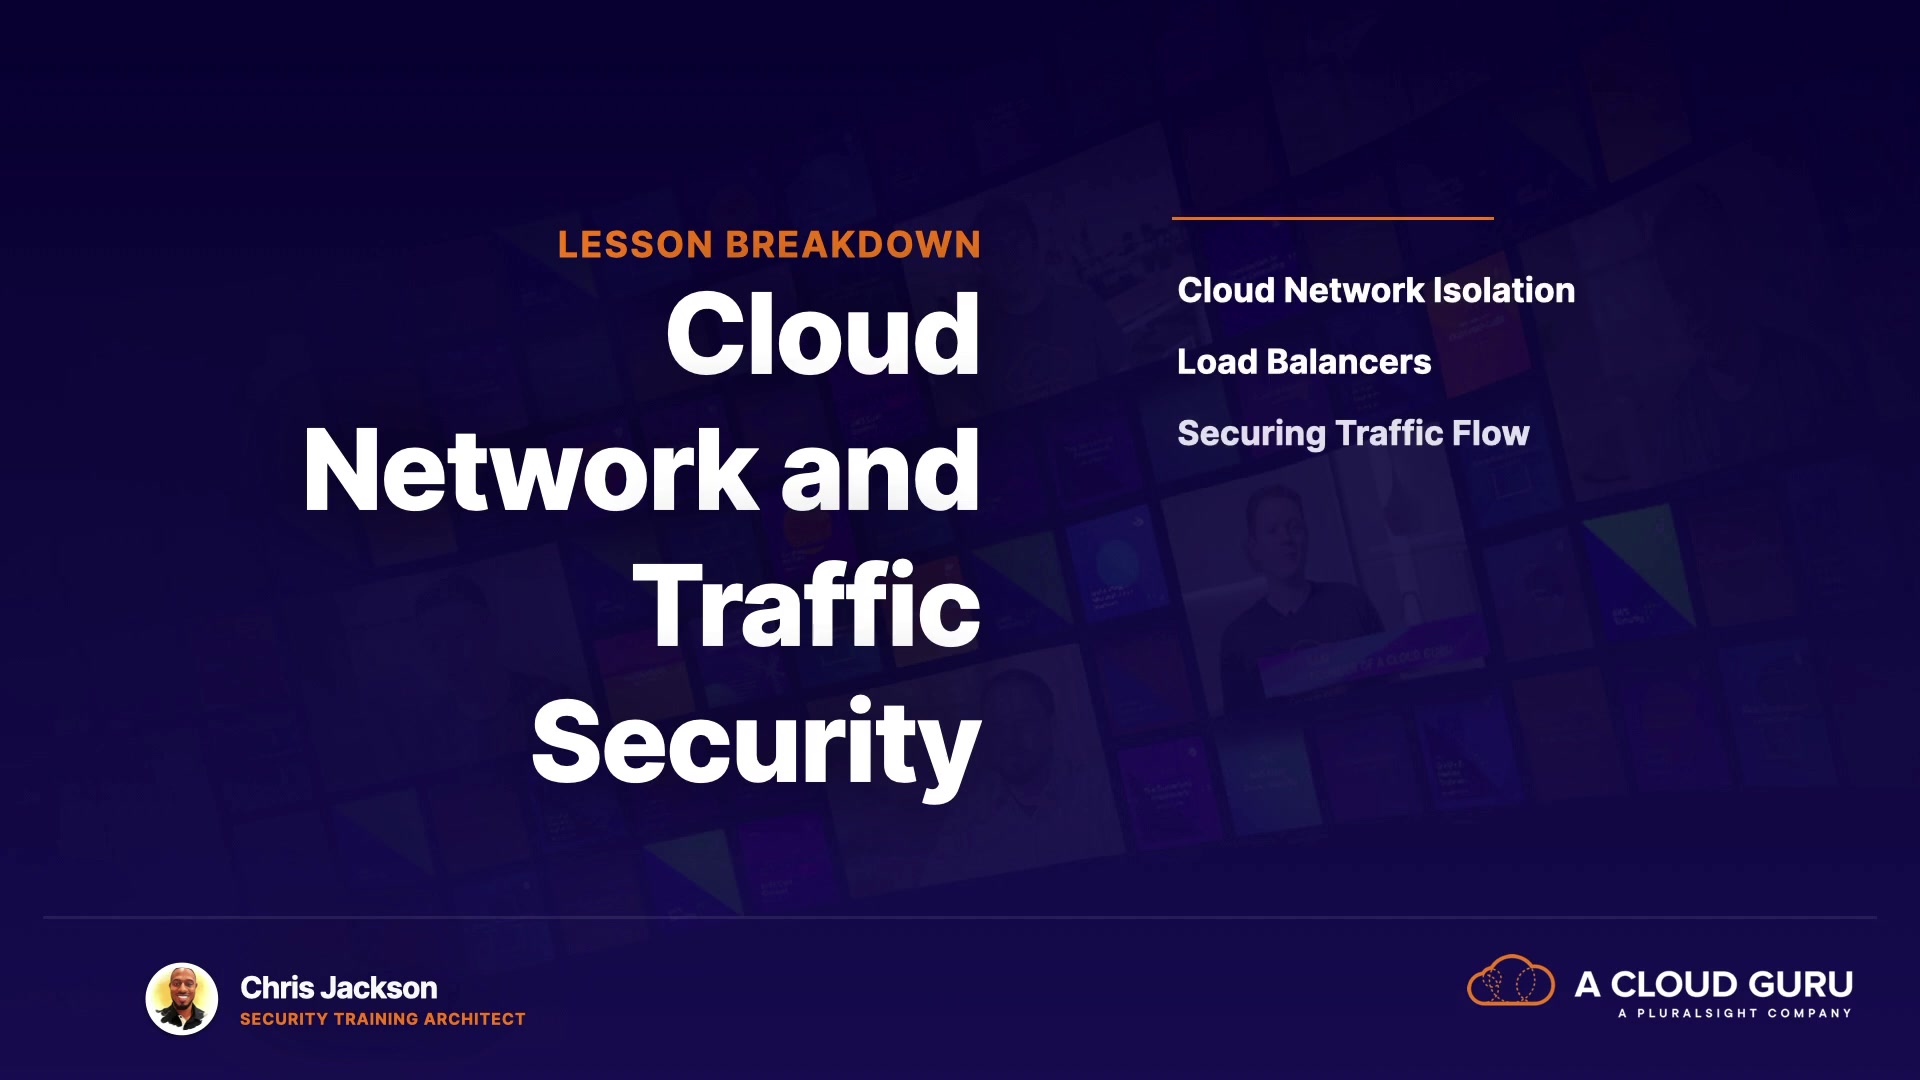 LESSON BREAKDOWN
Cloud
Network and
Traffic
Security
Cloud Network Isolation
Load Balancers
Securing Traffic Flow
Chris Jackson
SECURITY TRAINING ARCHITECT
A CLOUD GURU
A PLURALSIGHT COMPANY